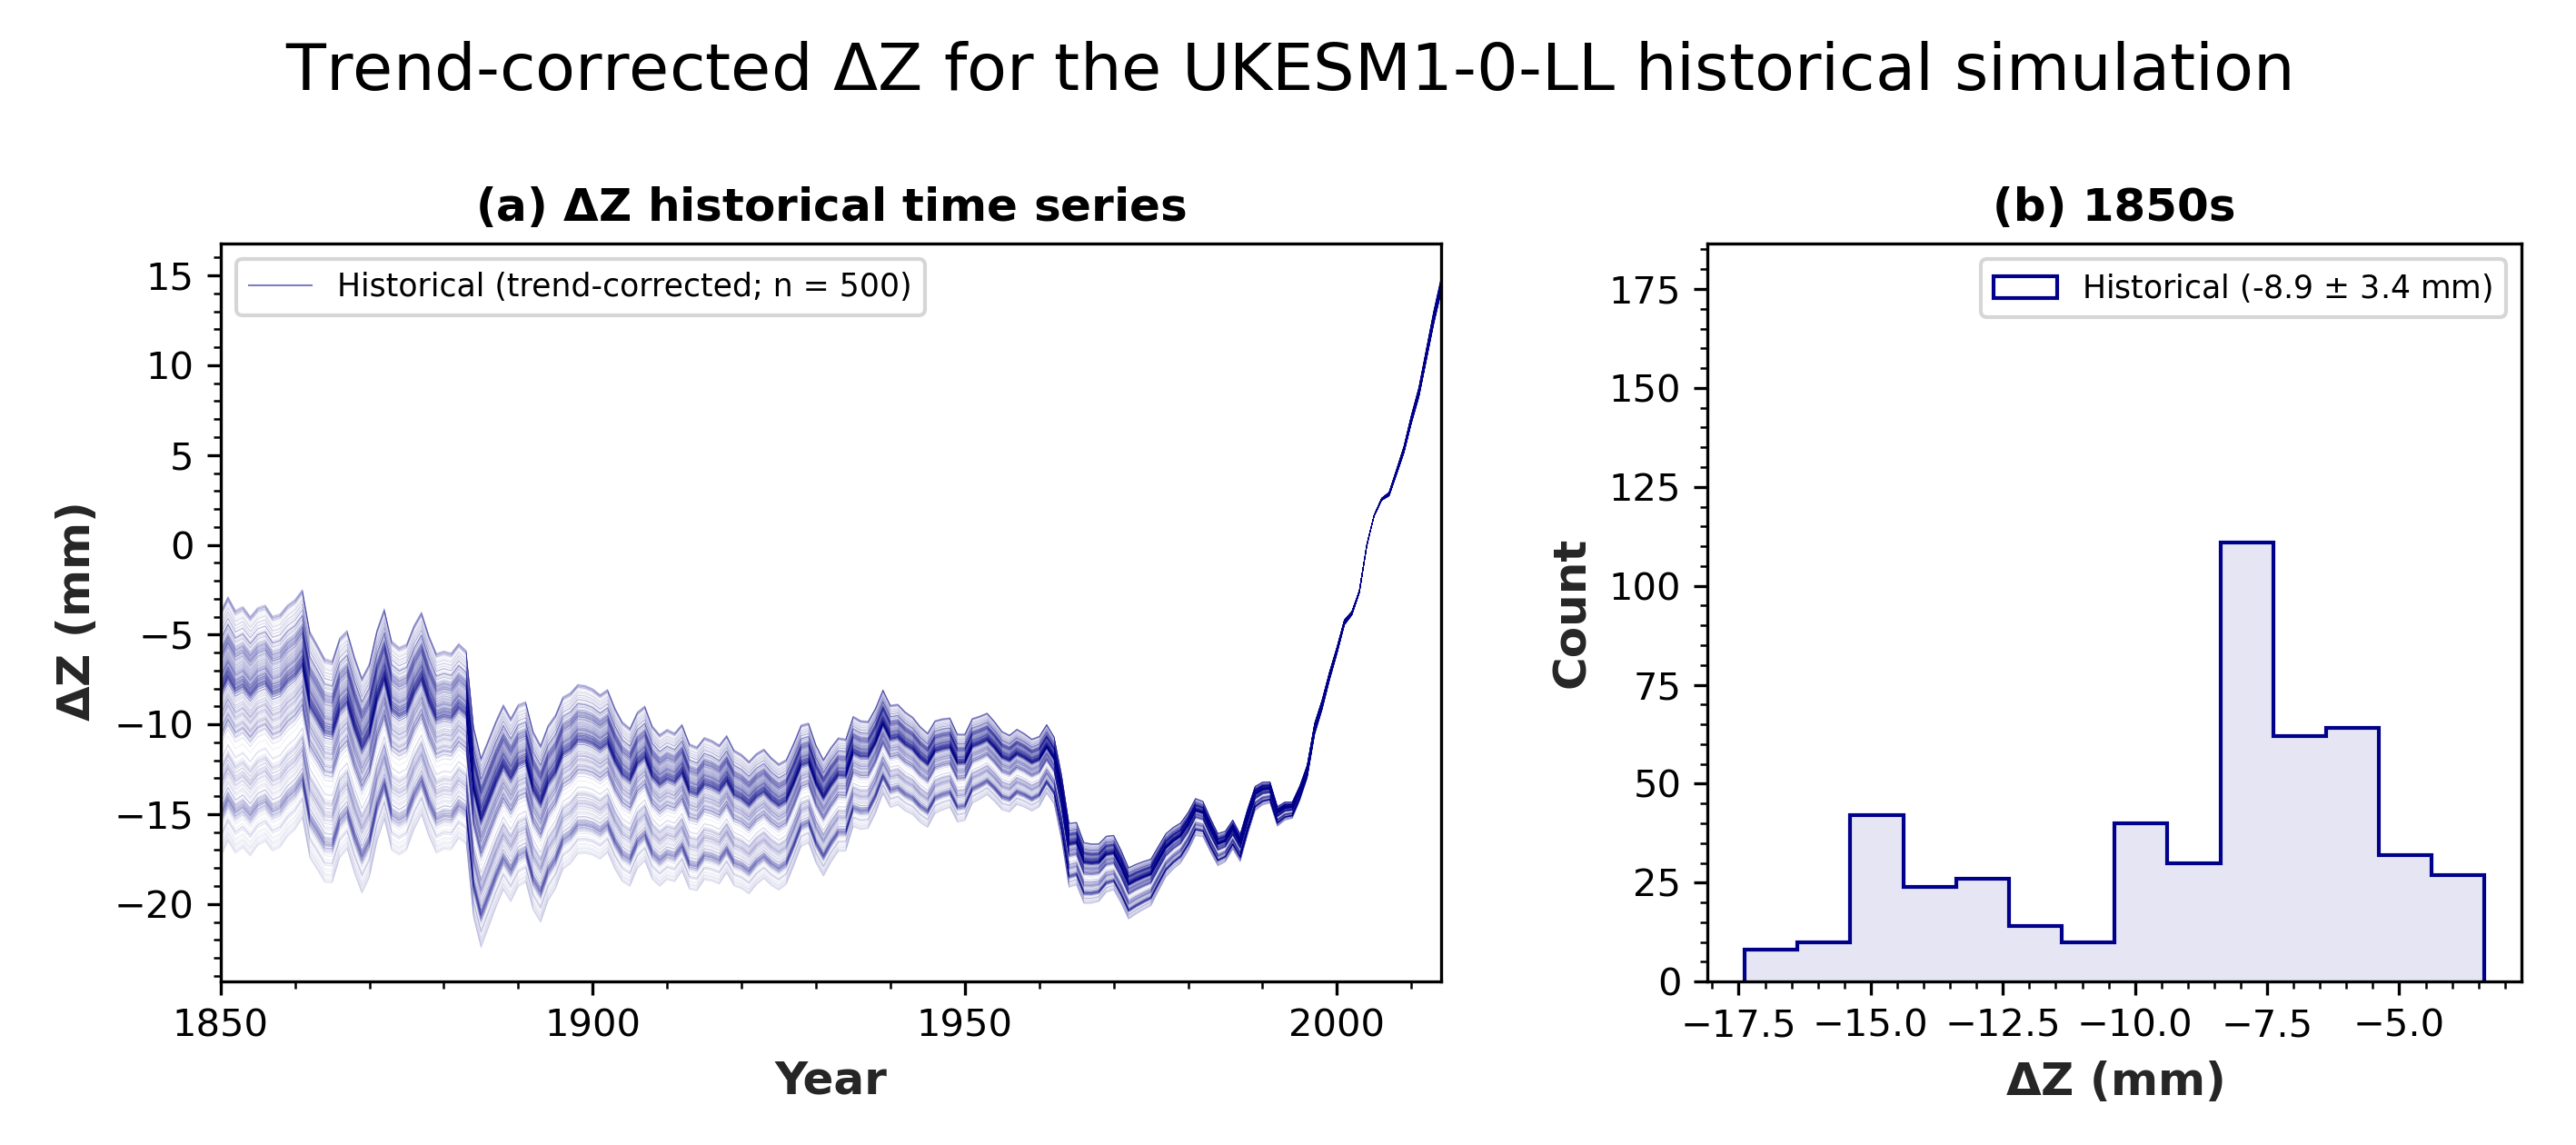 Trend-corrected ΔZ for the UKESM1-0-LL historical simulation
(a) ΔZ historical time series
Historical (trend-corrected; n = 500)
ΔZ (mm)
15
10
5
0
−5
−10
−15
−20
1850 1900 1950 2000
Year
(b) 1850s
Historical (-8.9 ± 3.4 mm)
Count
175
150
125
100
75
50
25
0
−17.5 −15.0 −12.5 −10.0 −7.5 −5.0
ΔZ (mm)